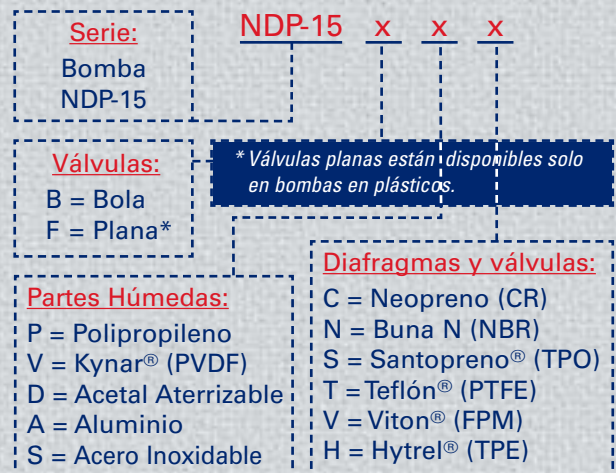 Serie:
Bomba
NDP-15
NDP-15 x x x
Válvulas:
B = Bola
F = Plana*
* Válvulas planas están disponibles solo
en bombas en plásticos.
Partes Húmedas:
P = Polipropileno
V = Kynar® (PVDF)
D = Acetal Aterrizable
A = Aluminio
S = Acero Inoxidable
Diafragmas y válvulas:
C = Neopreno (CR)
N = Buna N (NBR)
S = Santopreno® (TPO)
T = Teflón® (PTFE)
V = Viton® (FPM)
H = Hytrel® (TPE)